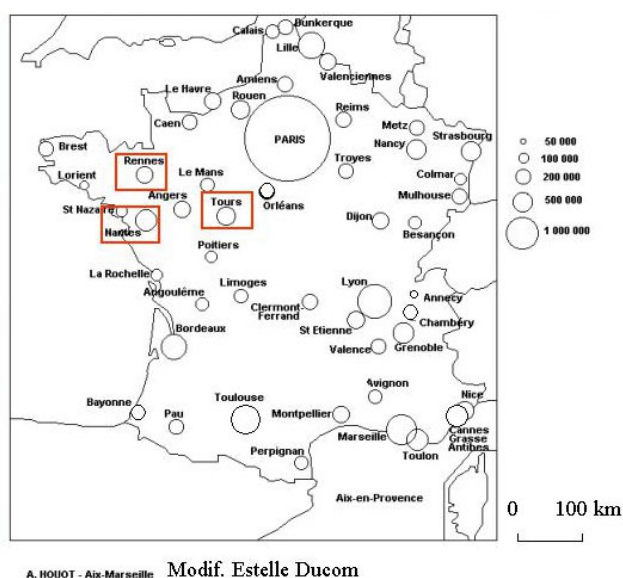 Calais
Dunkerque
Lille
Valenciennes
Amiens
Le Havre
Rouen
Reims
Caen
PARIS
Metz
Strasbourg
Nancy
Brest
Rennes
Troyes
Lorient
Le Mans
Colmar
Angers
Tours
Orléans
Mulhouse
St Nazaire
Dijon
Nantes
Besançon
Poitiers
La Rochelle
Limoges
Lyon
Angoulême
Clermont-
Ferrand
Annecy
St Etienne
Chambéry
Bordeaux
Valence
Grenoble
Avignon
Nice
Bayonne
Toulouse
Pau
Montpellier
Marseille
Cannes
Grasse
Antibes
Toulon
Perpignan
Aix-en-Provence
50 000
100 000
200 000
500 000
1 000 000
0 100 km
A. HOUOT - Aix-Marseille Modif. Estelle Ducom